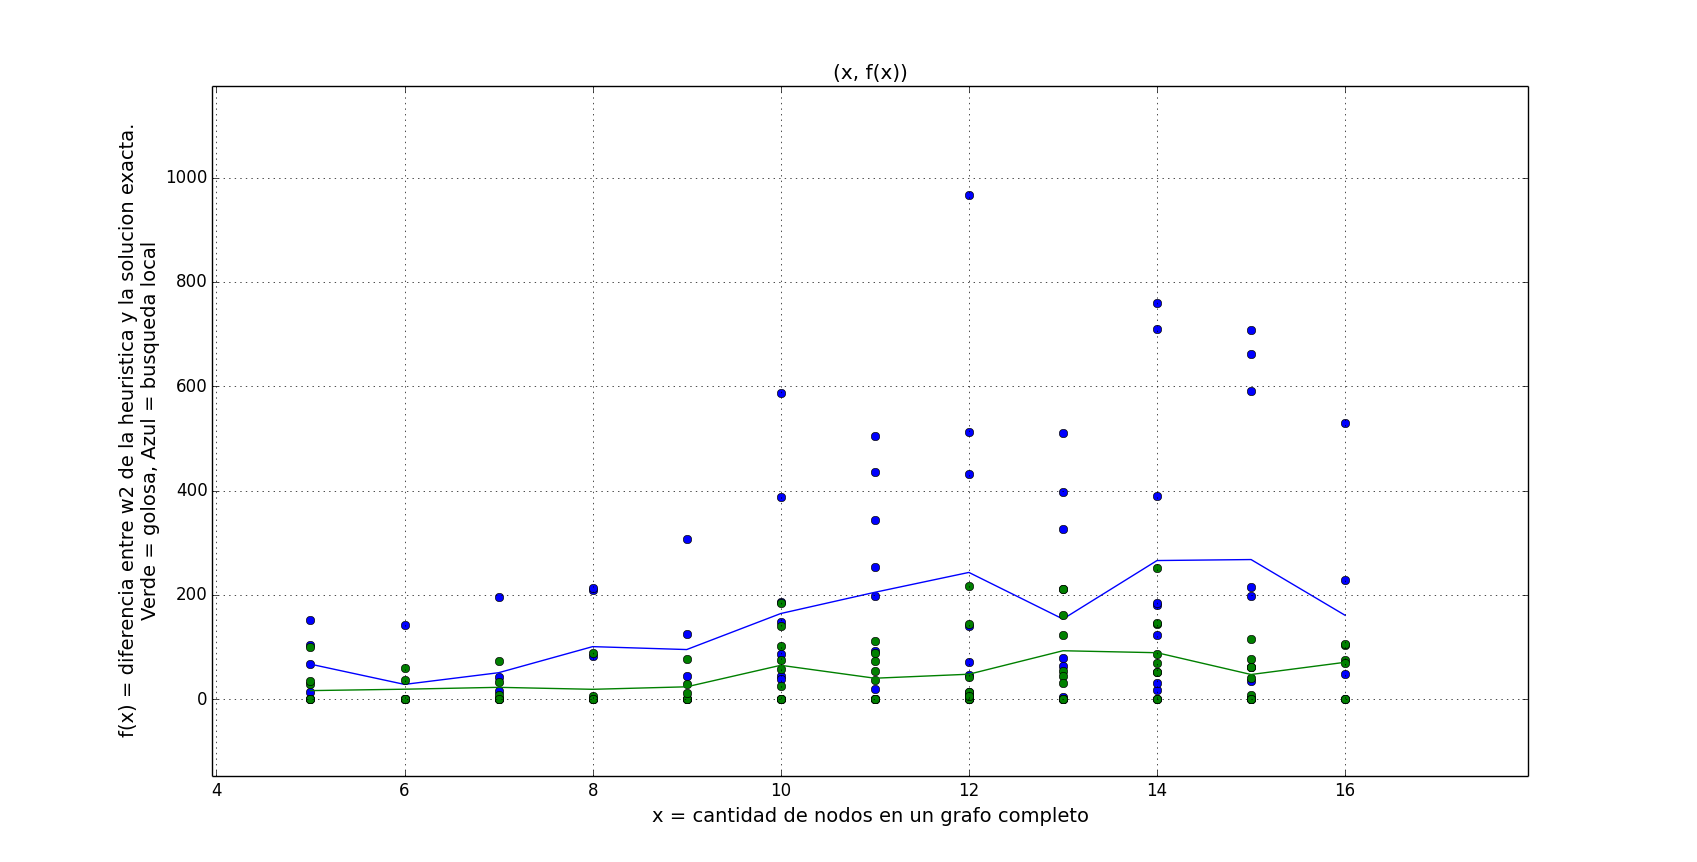 (x, f(x))
f(x) = diferencia entre w2 de la heuristica y la solucion exacta.
Verde = golosa, Azul = busqueda local
1000
800
600
400
200
0
4 6 8 10 12 14 16
x = cantidad de nodos en un grafo completo